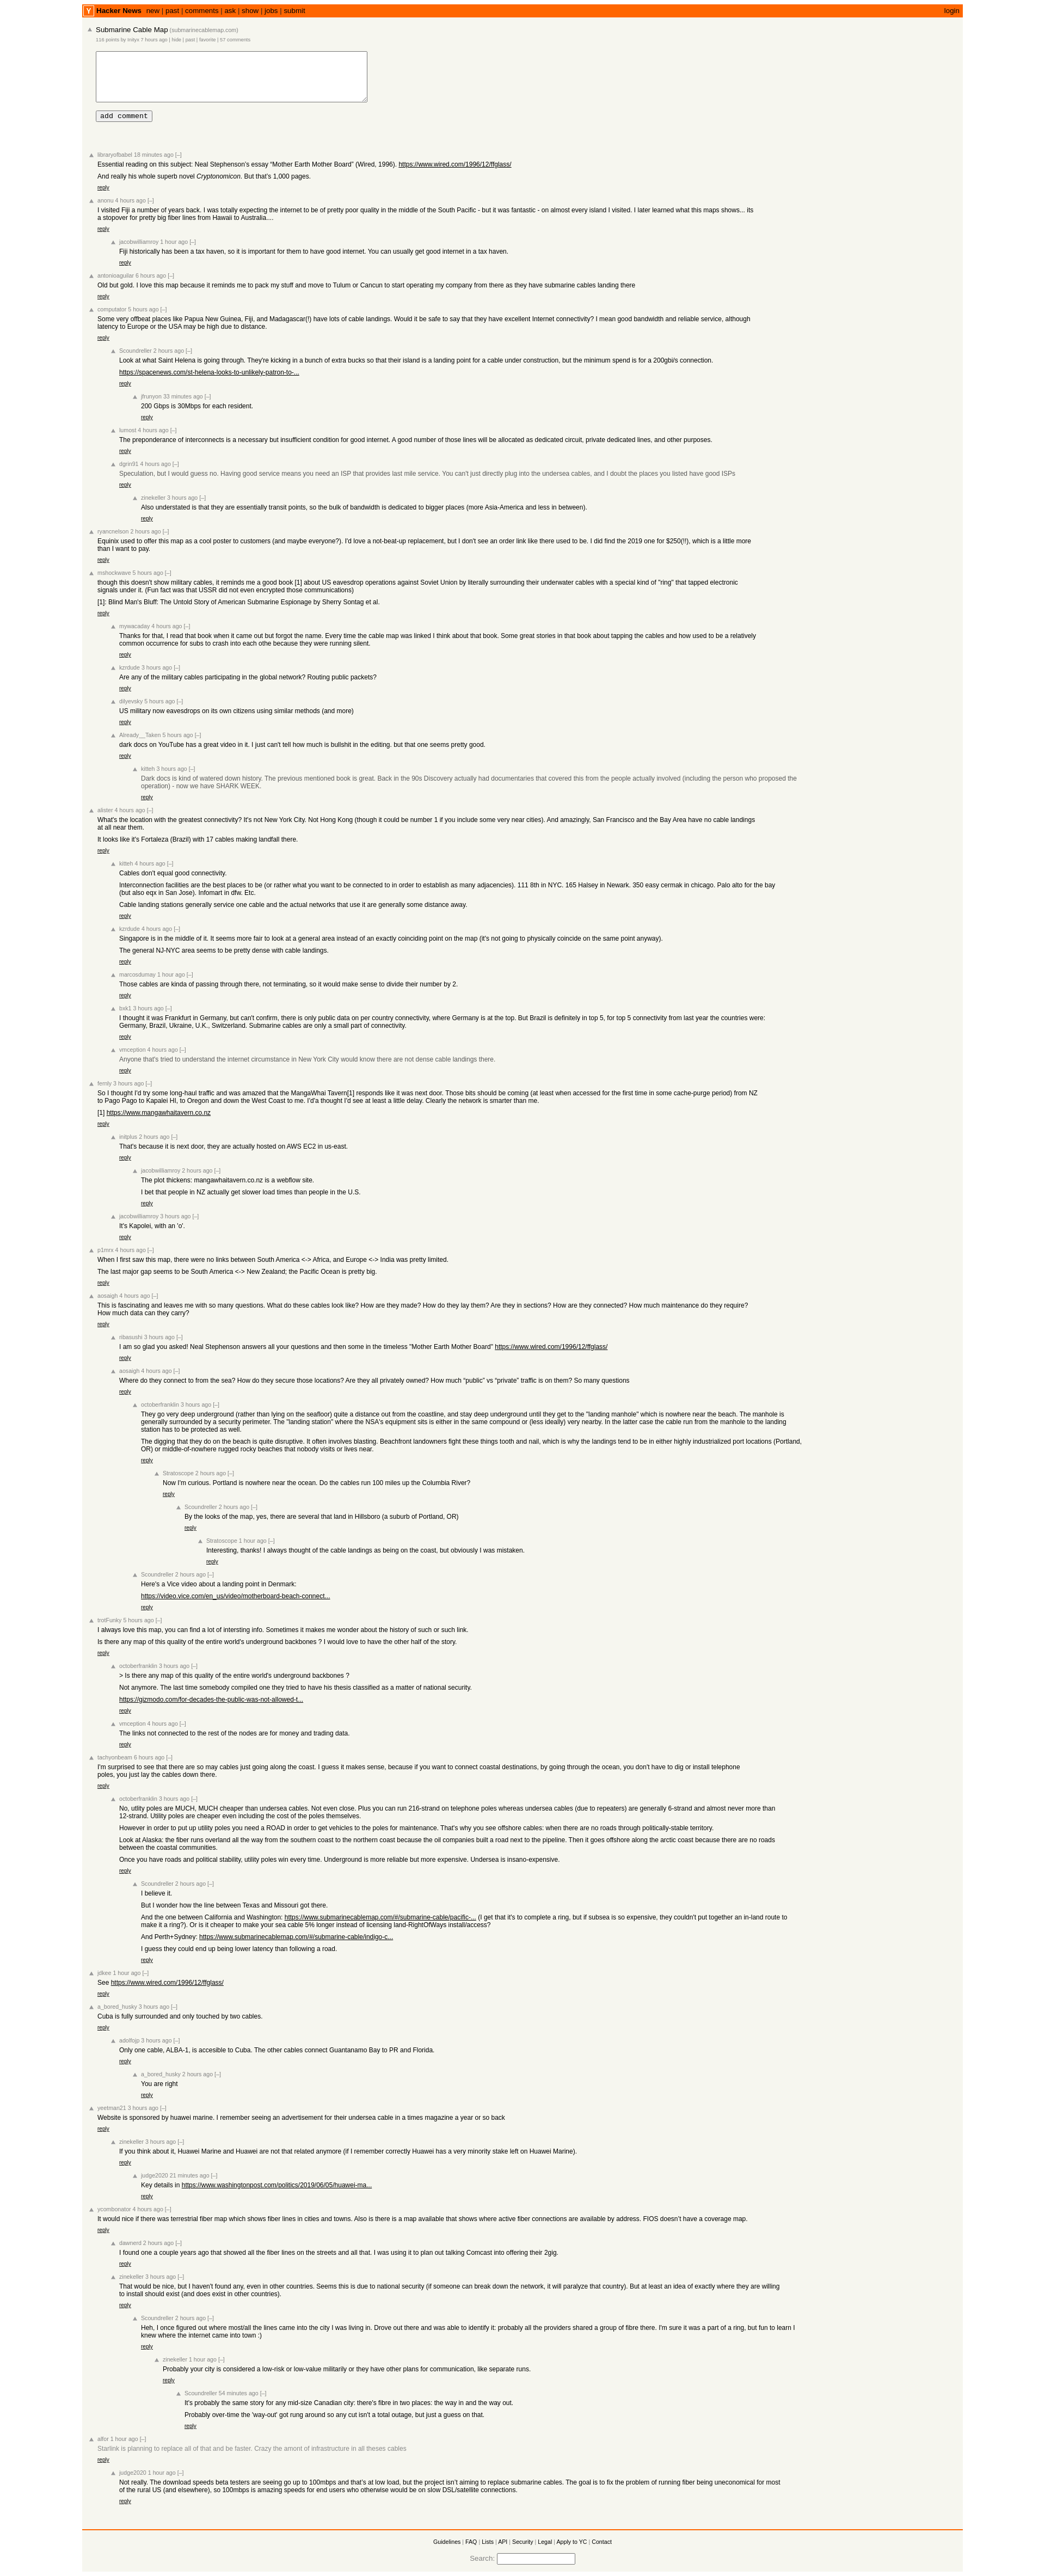 Y Hacker News new | past | comments | ask | show | jobs | submit login
Submarine Cable Map (submarinecablemap.com)
116 points by Intiyx 7 hours ago | hide | past | favorite | 57 comments
add comment
libraryofbabel 18 minutes ago [–]
Essential reading on this subject: Neal Stephenson's essay “Mother Earth Mother Board” (Wired, 1996). https://www.wired.com/1996/12/ffglass/
And really his whole superb novel Cryptonomicon. But that's 1,000 pages.
reply
anonu 4 hours ago [–]
I visited Fiji a number of years back. I was totally expecting the internet to be of pretty poor quality in the middle of the South Pacific - but it was fantastic - on almost every island I visited. I later learned what this maps shows... its
a stopover for pretty big fiber lines from Hawaii to Australia....
reply
jacobwilliamroy 1 hour ago [–]
Fiji historically has been a tax haven, so it is important for them to have good internet. You can usually get good internet in a tax haven.
reply
antonioaguilar 6 hours ago [–]
Old but gold. I love this map because it reminds me to pack my stuff and move to Tulum or Cancun to start operating my company from there as they have submarine cables landing there
reply
computator 5 hours ago [–]
Some very offbeat places like Papua New Guinea, Fiji, and Madagascar(!) have lots of cable landings. Would it be safe to say that they have excellent Internet connectivity? I mean good bandwidth and reliable service, although
latency to Europe or the USA may be high due to distance.
reply
Scoundreller 2 hours ago [–]
Look at what Saint Helena is going through. They're kicking in a bunch of extra bucks so that their island is a landing point for a cable under construction, but the minimum spend is for a 200gbi/s connection.
https://spacenews.com/st-helena-looks-to-unlikely-patron-to-...
reply
jfrunyon 33 minutes ago [–]
200 Gbps is 30Mbps for each resident.
reply
lumost 4 hours ago [–]
The preponderance of interconnects is a necessary but insufficient condition for good internet. A good number of those lines will be allocated as dedicated circuit, private dedicated lines, and other purposes.
reply
dgrin91 4 hours ago [–]
Speculation, but I would guess no. Having good service means you need an ISP that provides last mile service. You can't just directly plug into the undersea cables, and I doubt the places you listed have good ISPs
reply
zinekeller 3 hours ago [–]
Also understated is that they are essentially transit points, so the bulk of bandwidth is dedicated to bigger places (more Asia-America and less in between).
reply
ryancnelson 2 hours ago [–]
Equinix used to offer this map as a cool poster to customers (and maybe everyone?). I'd love a not-beat-up replacement, but I don't see an order link like there used to be. I did find the 2019 one for $250(!!), which is a little more
than I want to pay.
reply
mshockwave 5 hours ago [–]
though this doesn't show military cables, it reminds me a good book [1] about US eavesdrop operations against Soviet Union by literally surrounding their underwater cables with a special kind of "ring" that tapped electronic
signals under it. (Fun fact was that USSR did not even encrypted those communications)
[1]: Blind Man's Bluff: The Untold Story of American Submarine Espionage by Sherry Sontag et al.
reply
mywacaday 4 hours ago [–]
Thanks for that, I read that book when it came out but forgot the name. Every time the cable map was linked I think about that book. Some great stories in that book about tapping the cables and how used to be a relatively
common occurrence for subs to crash into each othe because they were running silent.
reply
kzrdude 3 hours ago [–]
Are any of the military cables participating in the global network? Routing public packets?
reply
dilyevsky 5 hours ago [–]
US military now eavesdrops on its own citizens using similar methods (and more)
reply
Already__Taken 5 hours ago [–]
dark docs on YouTube has a great video in it. I just can't tell how much is bullshit in the editing. but that one seems pretty good.
reply
kitteh 3 hours ago [–]
Dark docs is kind of watered down history. The previous mentioned book is great. Back in the 90s Discovery actually had documentaries that covered this from the people actually involved (including the person who proposed the
operation) - now we have SHARK WEEK.
reply
alister 4 hours ago [–]
What's the location with the greatest connectivity? It's not New York City. Not Hong Kong (though it could be number 1 if you include some very near cities). And amazingly, San Francisco and the Bay Area have no cable landings
at all near them.
It looks like it's Fortaleza (Brazil) with 17 cables making landfall there.
reply
kitteh 4 hours ago [–]
Cables don't equal good connectivity.
Interconnection facilities are the best places to be (or rather what you want to be connected to in order to establish as many adjacencies). 111 8th in NYC. 165 Halsey in Newark. 350 easy cermak in chicago. Palo alto for the bay
(but also eqx in San Jose). Infomart in dfw. Etc.
Cable landing stations generally service one cable and the actual networks that use it are generally some distance away.
reply
kzrdude 4 hours ago [–]
Singapore is in the middle of it. It seems more fair to look at a general area instead of an exactly coinciding point on the map (it's not going to physically coincide on the same point anyway).
The general NJ-NYC area seems to be pretty dense with cable landings.
reply
marcosdumay 1 hour ago [–]
Those cables are kinda of passing through there, not terminating, so it would make sense to divide their number by 2.
reply
bxk1 3 hours ago [–]
I thought it was Frankfurt in Germany, but can't confirm, there is only public data on per country connectivity, where Germany is at the top. But Brazil is definitely in top 5, for top 5 connectivity from last year the countries were:
Germany, Brazil, Ukraine, U.K., Switzerland. Submarine cables are only a small part of connectivity.
reply
vmception 4 hours ago [–]
Anyone that's tried to understand the internet circumstance in New York City would know there are not dense cable landings there.
reply
femly 3 hours ago [–]
So I thought I'd try some long-haul traffic and was amazed that the MangaWhai Tavern[1] responds like it was next door. Those bits should be coming (at least when accessed for the first time in some cache-purge period) from NZ
to Pago Pago to Kapalei HI, to Oregon and down the West Coast to me. I'd'a thought I'd see at least a little delay. Clearly the network is smarter than me.
[1] https://www.mangawhaitavern.co.nz
reply
instplus 2 hours ago [–]
That's because it is next door, they are actually hosted on AWS EC2 in us-east.
reply
jacobwilliamroy 2 hours ago [–]
The plot thickens: mangawhaitavern.co.nz is a webflow site.
I bet that people in NZ actually get slower load times than people in the U.S.
reply
jacobwilliamroy 3 hours ago [–]
It's Kapolei, with an 'o'.
reply
p1mrx 4 hours ago [–]
When I first saw this map, there were no links between South America <-> Africa, and Europe <-> India was pretty limited.
The last major gap seems to be South America <-> New Zealand; the Pacific Ocean is pretty big.
reply
aosaigh 4 hours ago [–]
This is fascinating and leaves me with so many questions. What do these cables look like? How are they made? How do they lay them? Are they in sections? How are they connected? How much maintenance do they require?
How much data can they carry?
reply
ribasushi 3 hours ago [–]
I am so glad you asked! Neal Stephenson answers all your questions and then some in the timeless "Mother Earth Mother Board" https://www.wired.com/1996/12/ffglass/
reply
aosaigh 4 hours ago [–]
Where do they connect to from the sea? How do they secure those locations? Are they all privately owned? How much “public” vs “private” traffic is on them? So many questions
reply
octoberfranklin 3 hours ago [–]
They go very deep underground (rather than lying on the seafloor) quite a distance out from the coastline, and stay deep underground until they get to the "landing manhole" which is nowhere near the beach. The manhole is
generally surrounded by a security perimeter. The "landing station" where the NSA's equipment sits is either in the same compound or (less ideally) very nearby. In the latter case the cable run from the manhole to the landing
station has to be protected as well.
The digging that they do on the beach is quite disruptive. It often involves blasting. Beachfront landowners fight these things tooth and nail, which is why the landings tend to be in either highly industrialized port locations (Portland,
OR) or middle-of-nowhere rugged rocky beaches that nobody visits or lives near.
reply
Stratoscope 2 hours ago [–]
Now I'm curious. Portland is nowhere near the ocean. Do the cables run 100 miles up the Columbia River?
reply
Scoundreller 2 hours ago [–]
By the looks of the map, yes, there are several that land in Hillsboro (a suburb of Portland, OR)
reply
Stratoscope 1 hour ago [–]
Interesting, thanks! I always thought of the cable landings as being on the coast, but obviously I was mistaken.
reply
Scoundreller 2 hours ago [–]
Here's a Vice video about a landing point in Denmark:
https://video.vice.com/en_us/video/motherboard-beach-connect...
reply
trotFunky 5 hours ago [–]
I always love this map, you can find a lot of intersting info. Sometimes it makes me wonder about the history of such or such link.
Is there any map of this quality of the entire world's underground backbones ? I would love to have the other half of the story.
reply
octoberfranklin 3 hours ago [–]
> Is there any map of this quality of the entire world's underground backbones ?
Not anymore. The last time somebody compiled one they tried to have his thesis classified as a matter of national security.
https://gizmodo.com/for-decades-the-public-was-not-allowed-t...
reply
vmception 4 hours ago [–]
The links not connected to the rest of the nodes are for money and trading data.
reply
tachyonbeam 6 hours ago [–]
I'm surprised to see that there are so may cables just going along the coast. I guess it makes sense, because if you want to connect coastal destinations, by going through the ocean, you don't have to dig or install telephone
poles, you just lay the cables down there.
reply
octoberfranklin 3 hours ago [–]
No, utlity poles are MUCH, MUCH cheaper than undersea cables. Not even close. Plus you can run 216-strand on telephone poles whereas undersea cables (due to repeaters) are generally 6-strand and almost never more than
12-strand. Utility poles are cheaper even including the cost of the poles themselves.
However in order to put up utility poles you need a ROAD in order to get vehicles to the poles for maintenance. That's why you see offshore cables: when there are no roads through politically-stable territory.
Look at Alaska: the fiber runs overland all the way from the southern coast to the northern coast because the oil companies built a road next to the pipeline. Then it goes offshore along the arctic coast because there are no roads
between the coastal communities.
Once you have roads and political stability, utility poles win every time. Underground is more reliable but more expensive. Undersea is insano-expensive.
reply
Scoundreller 2 hours ago [–]
I believe it.
But I wonder how the line between Texas and Missouri got there.
And the one between California and Washington: https://www.submarinecablemap.com/#/submarine-cable/pacific-... (I get that it's to complete a ring, but if subsea is so expensive, they couldn't put together an in-land route to
make it a ring?). Or is it cheaper to make your sea cable 5% longer instead of licensing land-RightOfWays install/access?
And Perth+Sydney: https://www.submarinecablemap.com/#/submarine-cable/indigo-c...
I guess they could end up being lower latency than following a road.
reply
jdkee 1 hour ago [–]
See https://www.wired.com/1996/12/ffglass/
reply
a_bored_husky 3 hours ago [–]
Cuba is fully surrounded and only touched by two cables.
reply
adolfojp 3 hours ago [–]
Only one cable, ALBA-1, is accesible to Cuba. The other cables connect Guantanamo Bay to PR and Florida.
reply
a_bored_husky 2 hours ago [–]
You are right
reply
yeetman21 3 hours ago [–]
Website is sponsored by huawei marine. I remember seeing an advertisement for their undersea cable in a times magazine a year or so back
reply
zinekeller 3 hours ago [–]
If you think about it, Huawei Marine and Huawei are not that related anymore (if I remember correctly Huawei has a very minority stake left on Huawei Marine).
reply
judge2020 21 minutes ago [–]
Key details in https://www.washingtonpost.com/politics/2019/06/05/huawei-ma...
reply
ycombonator 4 hours ago [–]
It would nice if there was terrestrial fiber map which shows fiber lines in cities and towns. Also is there is a map available that shows where active fiber connections are available by address. FIOS doesn't have a coverage map.
reply
dawnerd 2 hours ago [–]
I found one a couple years ago that showed all the fiber lines on the streets and all that. I was using it to plan out talking Comcast into offering their 2gig.
reply
zinekeller 3 hours ago [–]
That would be nice, but I haven't found any, even in other countries. Seems this is due to national security (if someone can break down the network, it will paralyze that country). But at least an idea of exactly where they are willing
to install should exist (and does exist in other countries).
reply
Scoundreller 2 hours ago [–]
Heh, I once figured out where most/all the lines came into the city I was living in. Drove out there and was able to identify it: probably all the providers shared a group of fibre there. I'm sure it was a part of a ring, but fun to learn I
knew where the internet came into town :)
reply
zinekeller 1 hour ago [–]
Probably your city is considered a low-risk or low-value militarily or they have other plans for communication, like separate runs.
reply
Scoundreller 54 minutes ago [–]
It's probably the same story for any mid-size Canadian city: there's fibre in two places: the way in and the way out.
Probably over-time the 'way-out' got rung around so any cut isn't a total outage, but just a guess on that.
reply
alfor 1 hour ago [–]
Starlink is planning to replace all of that and be faster. Crazy the amont of infrastructure in all theses cables
reply
judge2020 1 hour ago [–]
Not really. The download speeds beta testers are seeing go up to 100mbps and that's at low load, but the project isn't aiming to replace submarine cables. The goal is to fix the problem of running fiber being uneconomical for most
of the rural US (and elsewhere), so 100mbps is amazing speeds for end users who otherwise would be on slow DSL/satellite connections.
reply
Guidelines | FAQ | Lists | API | Security | Legal | Apply to YC | Contact
Search: